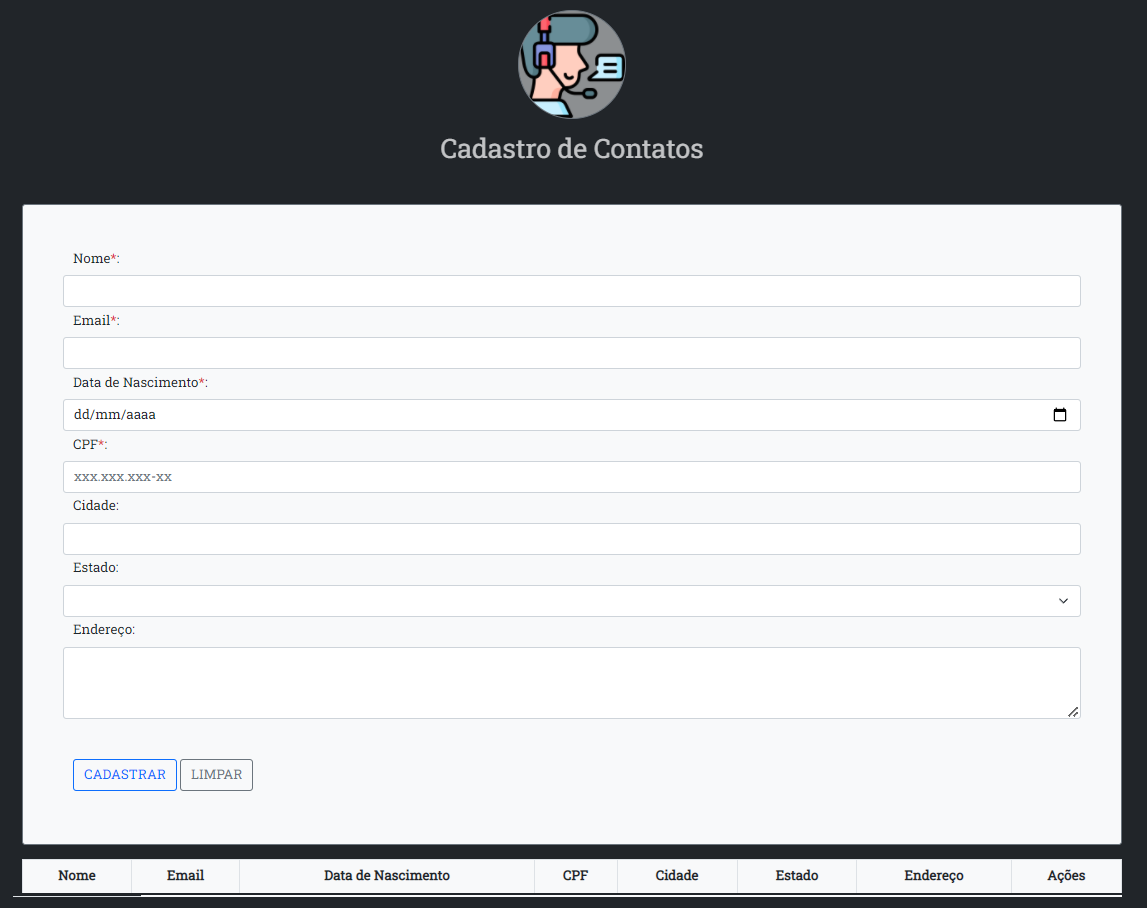 Cadastro de Contatos
Nome*:
Email*:
Data de Nascimento*:
dd/mm/aaaa
CPF*:
xxx.xxx.xxx-xx
Cidade:
Estado:
Endereço:
CADASTRAR LIMPAR
Nome Email Data de Nascimento CPF Cidade Estado Endereço Ações